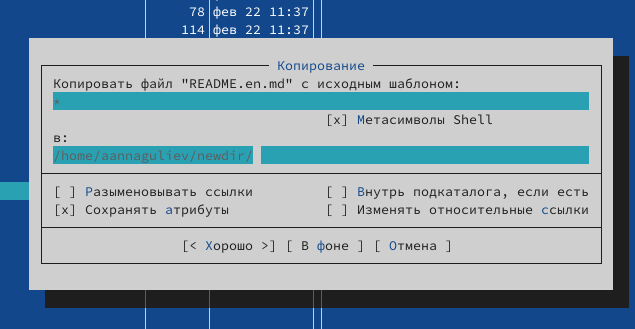 78 фев 22 11:37
114 фев 22 11:37
Копирование
Копировать файл "README.en.md" с исходным шаблоном:
*
[x] Метасимволы Shell
в:
/home/aannaguliev/newdir/
[ ] Разыменовывать ссылки [ ] Внутрь подкаталога, если есть
[x] Сохранять атрибуты [ ] Изменять относительные ссылки
[< Хорошо >] [ В фоне ] [ Отмена ]